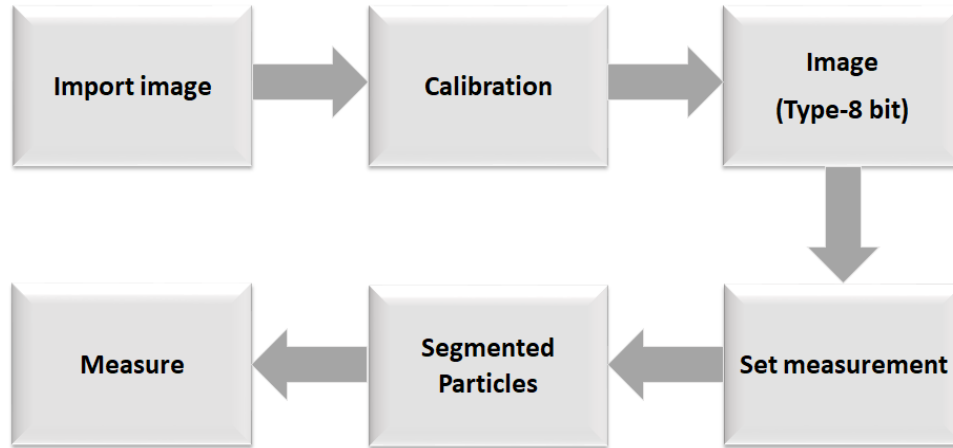 Import image
Calibration
Image
(Type-8 bit)
Set measurement
Segmented
Particles
Measure